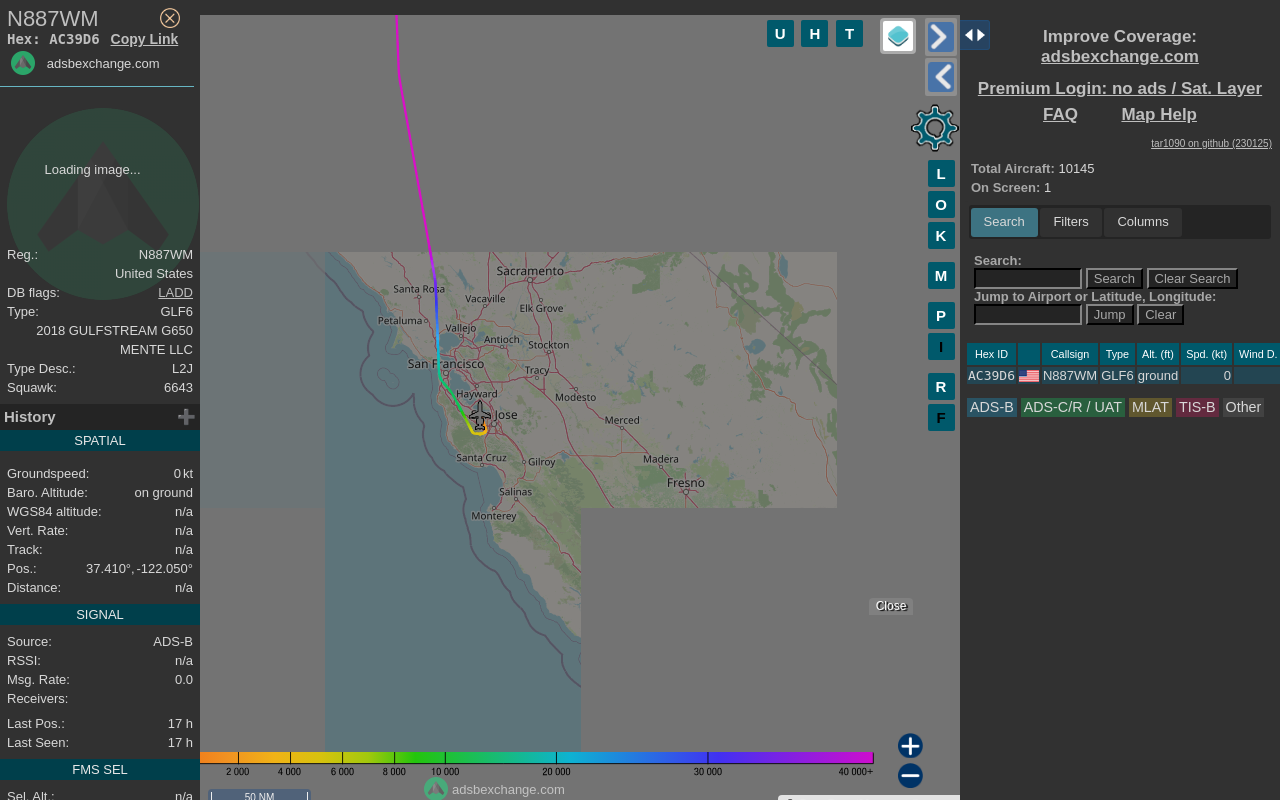 N887WM
Hex: AC39D6 Copy Link
adsbexchange.com
Loading image...
Reg.: N887WM
United States
DB flags: LADD
Type: GLF6
2018 GULFSTREAM G650
MENTE LLC
Type Desc.: L2J
Squawk: 6643
History
SPATIAL
Groundspeed: 0 kt
Baro. Altitude: on ground
WGS84 altitude: n/a
Vert. Rate: n/a
Track: n/a
Pos.: 37.410°, -122.050°
Distance: n/a
SIGNAL
Source: ADS-B
RSSI: n/a
Msg. Rate: 0.0
Receivers:
Last Pos.: 17 h
Last Seen: 17 h
FMS SEL
Sel. Alt.: n/a
U H T
L
O
K
M
P
I
R
F
Sacramento
Santa Rosa
Vacaville
Elk Grove
Petaluma
Vallejo
Antioch
Stockton
San Francisco
Tracy
Hayward
Modesto
ose
Merced
Santa Cruz
Gilroy
Madera
Fresno
Salinas
Monterey
Close
2 000 4 000 6 000 8 000 10 000 20 000 30 000 40 000+
adsbexchange.com
50 NM
Improve Coverage:
adsbexchange.com
Premium Login: no ads / Sat. Layer
FAQ Map Help
tar1090 on github (230125)
Total Aircraft: 10145
On Screen: 1
Search Filters Columns
Search:
Search Clear Search
Jump to Airport or Latitude, Longitude:
Jump Clear
Hex ID Callsign Type Alt. (ft) Spd. (kt) Wind D.
AC39D6 N887WM GLF6 ground 0
ADS-B ADS-C/R / UAT MLAT TIS-B Other